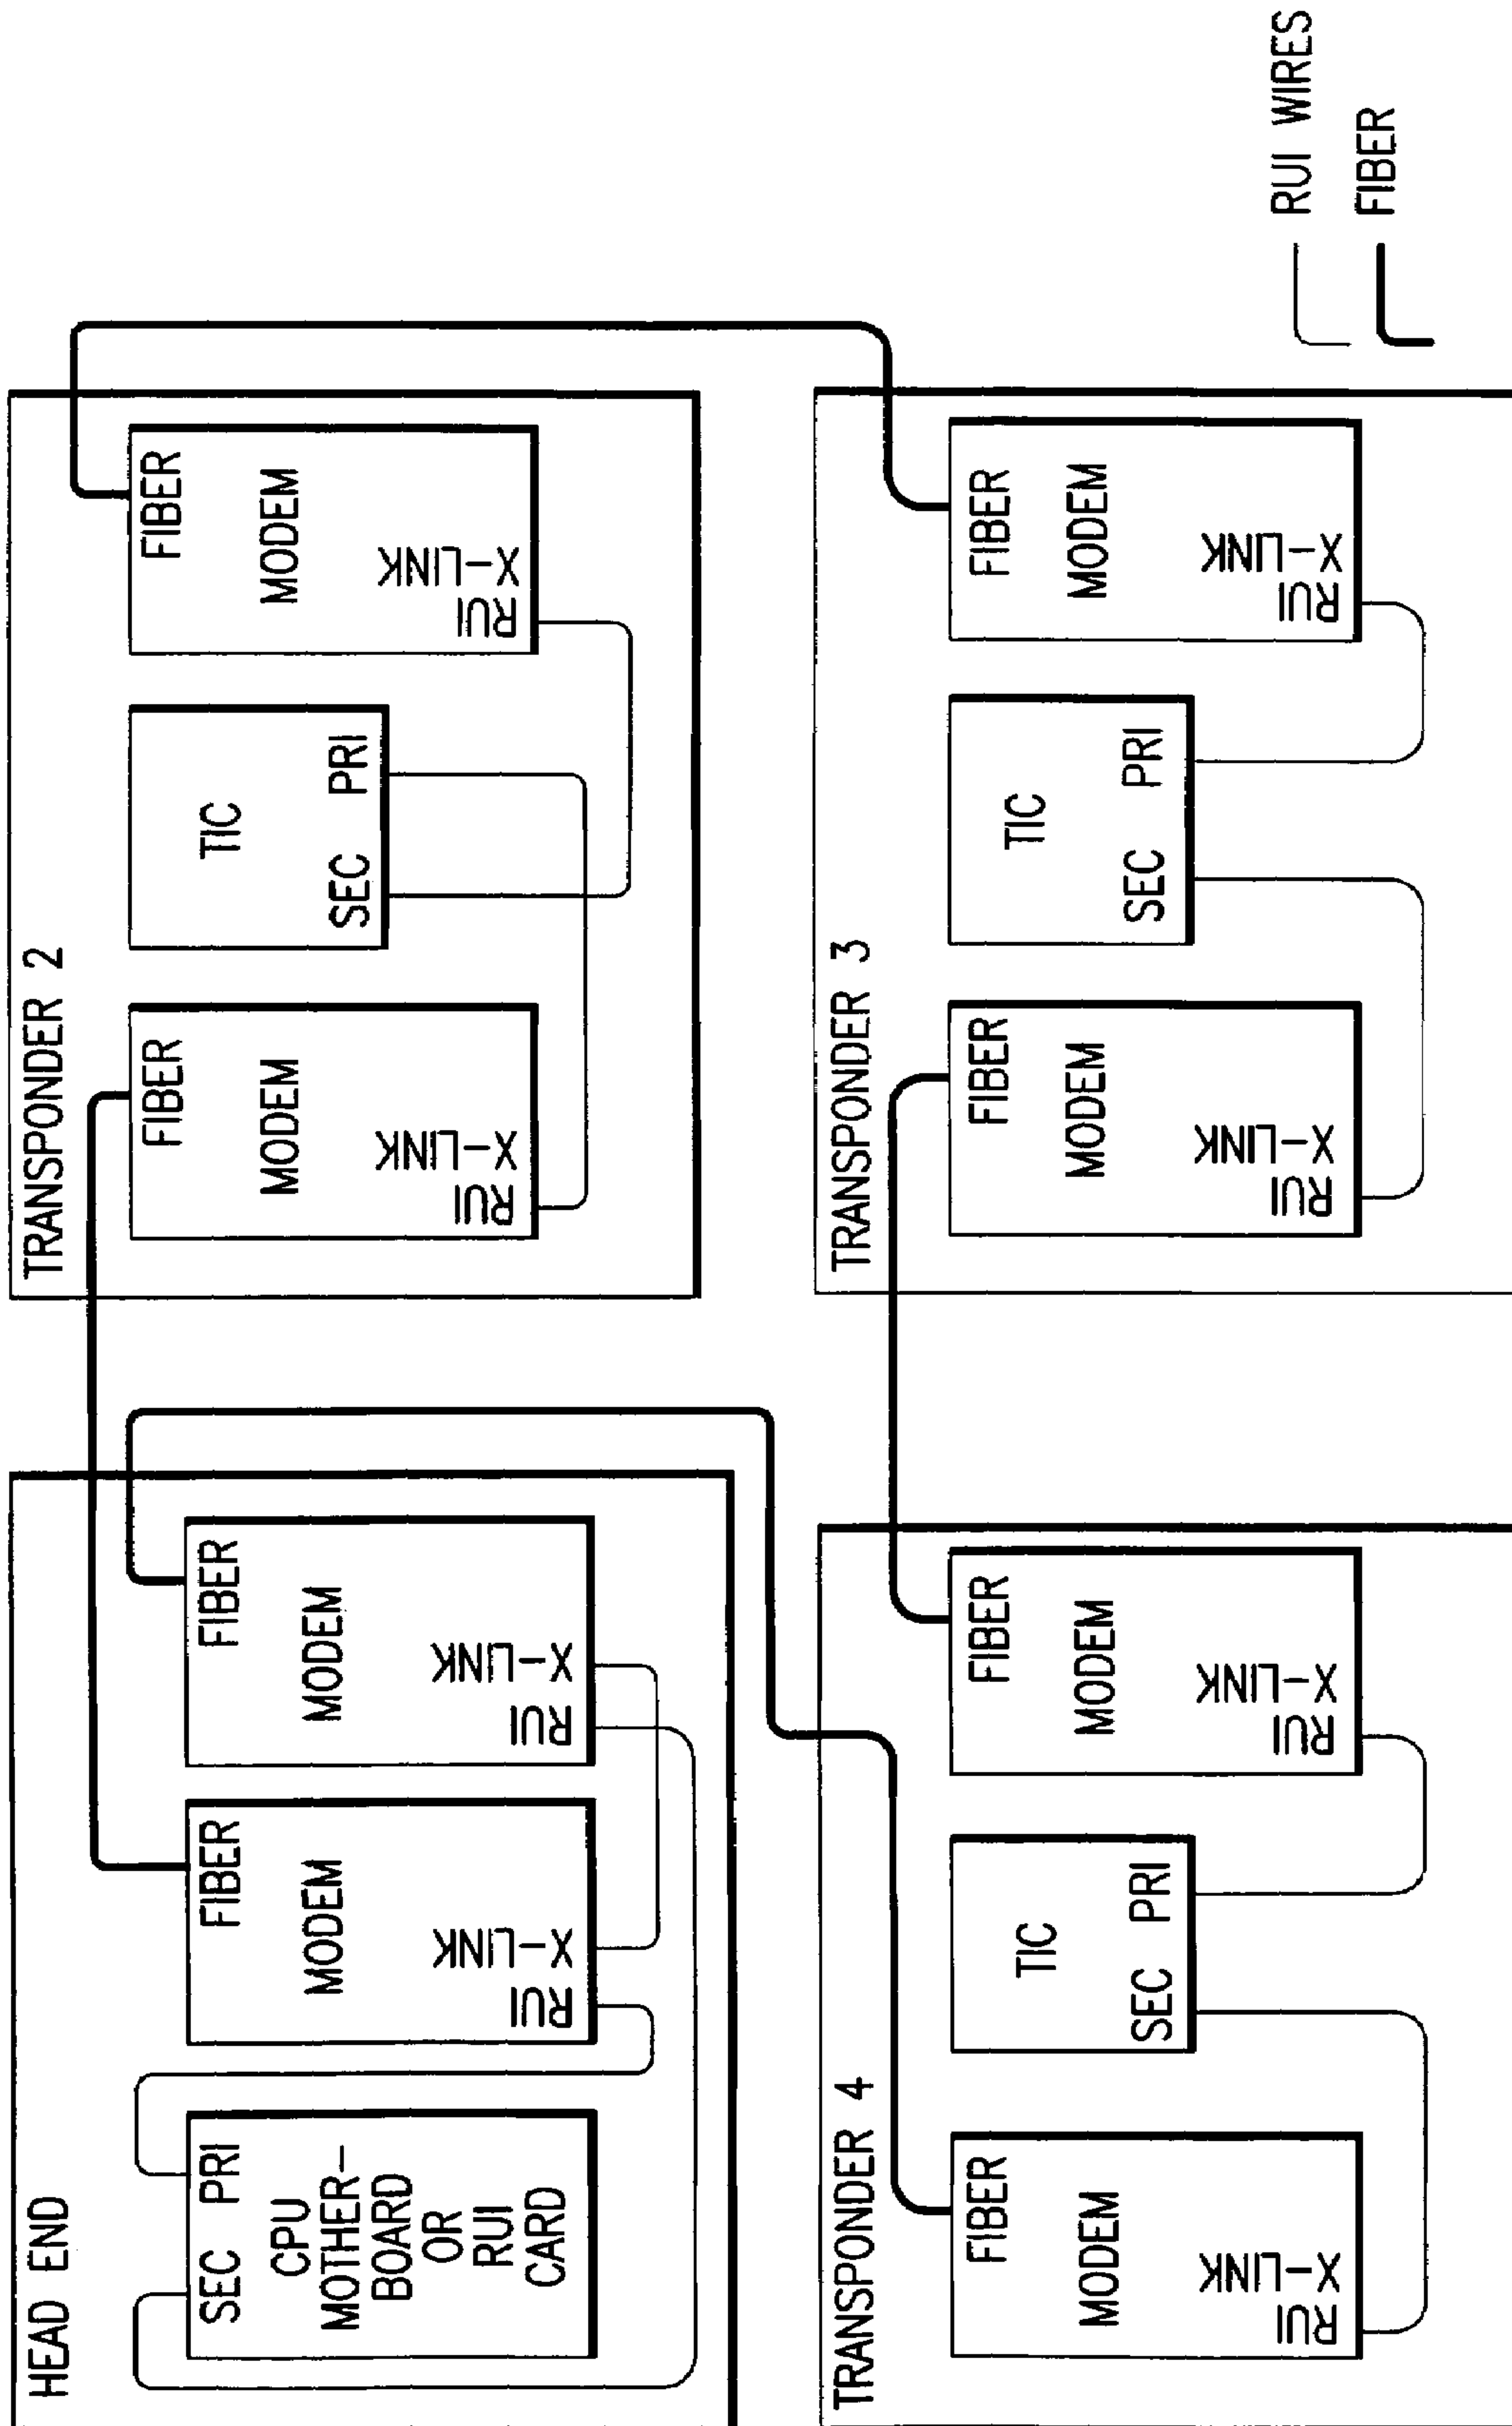 HEAD END
SEC PRI
CPU
MOTHER-
BOARD
OR
RUI
CARD
FIBER
MODEM
RUI
X-LINK
FIBER
MODEM
RUI
X-LINK
TRANSPONDER 2
FIBER
MODEM
RUI
X-LINK
TIC
SEC PRI
FIBER
MODEM
RUI
X-LINK
TRANSPONDER 4
FIBER
MODEM
RUI
X-LINK
TIC
SEC PRI
FIBER
MODEM
RUI
X-LINK
TRANSPONDER 3
FIBER
MODEM
RUI
X-LINK
TIC
SEC PRI
FIBER
MODEM
RUI
X-LINK
RUI WIRES
FIBER